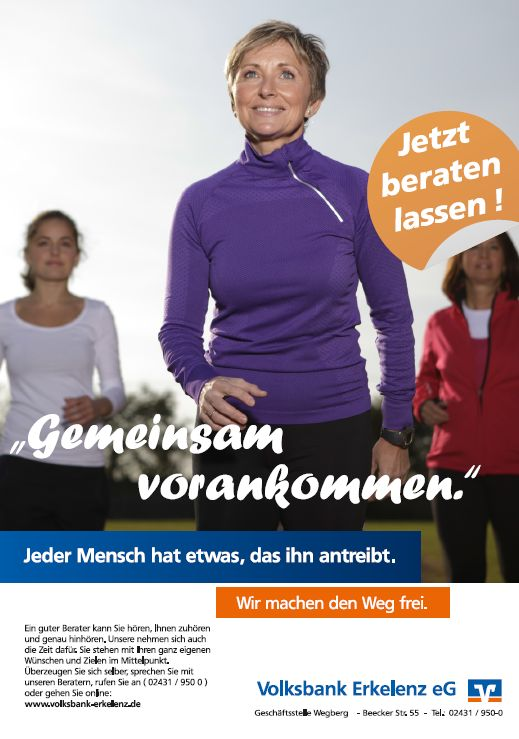 Jetzt
beraten
lassen !
„Gemeinsam
vorankommen.“
Jeder Mensch hat etwas, das ihn antreibt.
Wir machen den Weg frei.
Ein guter Berater kann Sie hören, Ihnen zuhören
und genau hinhören. Unsere nehmen sich auch
die Zeit dafür. Sie stehen mit Ihren ganz eigenen
Wünschen und Zielen im Mittelpunkt.
Überzeugen Sie sich selber, sprechen Sie mit
unseren Beratern, rufen Sie an ( 02431 / 950 0 )
oder gehen Sie online:
www.volksbank-erkelenz.de
Volksbank Erkelenz eG
Geschäftsstelle Wegberg - Beecker Str. 55 - Tel.: 02431 / 950-0